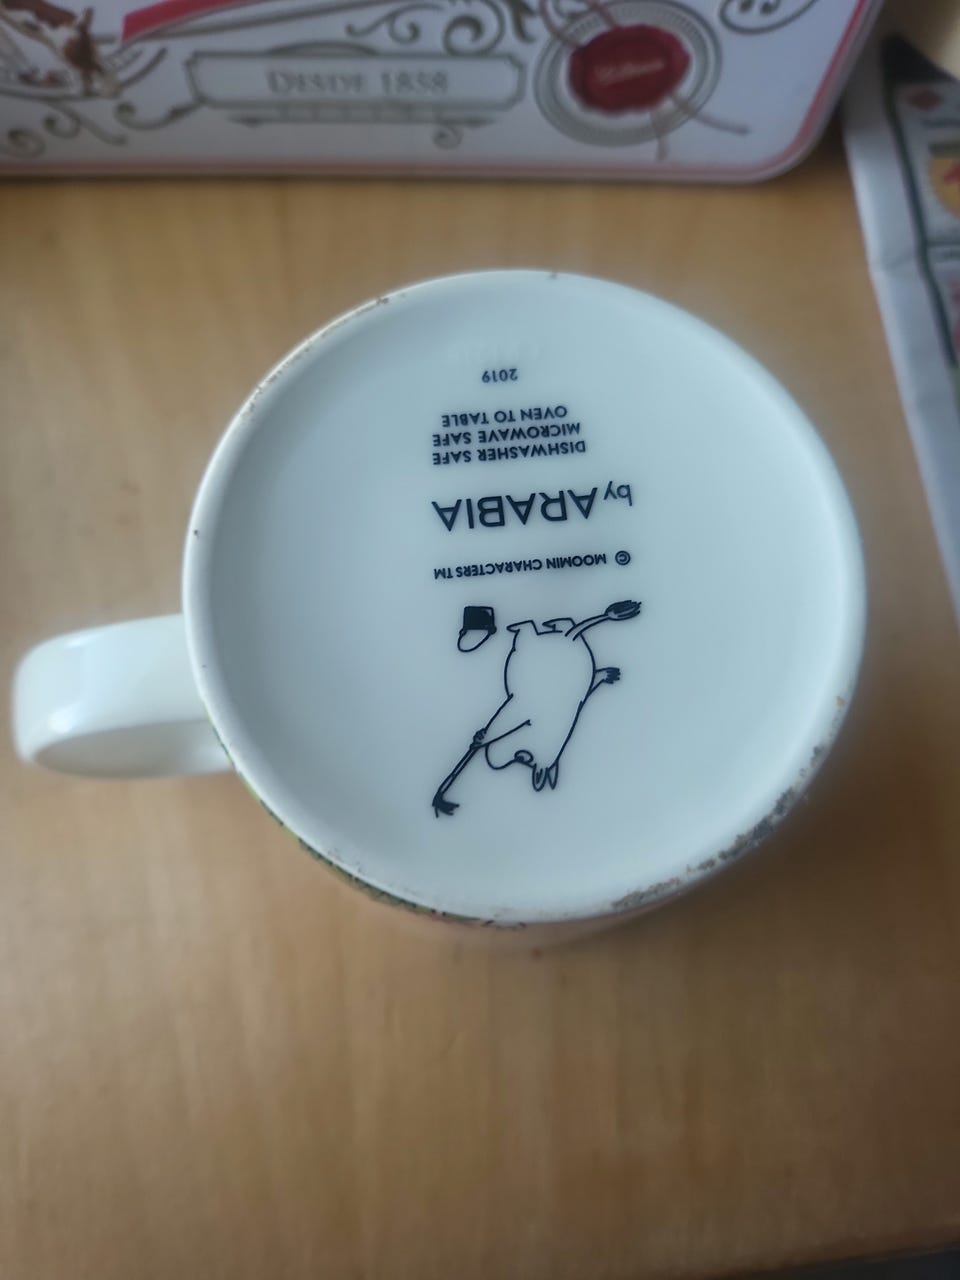 DESDE 1858
© MOOMIN CHARACTERS TM
by ARABIA
DISHWASHER SAFE
MICROWAVE SAFE
OVEN TO TABLE
2019